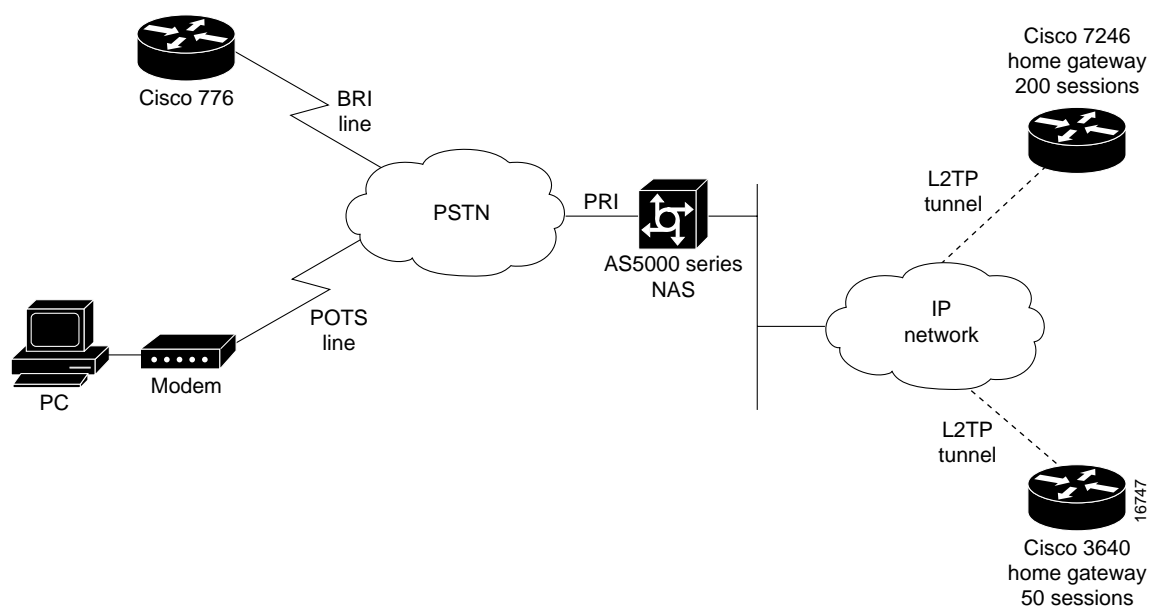 Cisco 7246
home gateway
200 sessions
Cisco 776
BRI
line
L2TP
tunnel
PSTN
PRI
AS5000 series
NAS
IP
network
POTS
line
PC
Modem
L2TP
tunnel
16747
Cisco 3640
home gateway
50 sessions